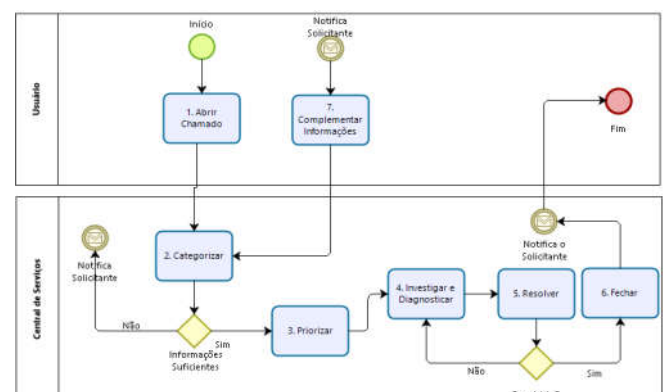 Usuário
Início
1. Abrir
Chamado
Notifica
Solicitante
7.
Complementar
Informações
Fim
Central de Serviços
Notifica
Solicitante
2. Categorizar
Não
Sim
Informações
Suficientes
3. Priorizar
4. Investigar e
Diagnosticar
5. Resolver
6. Fechar
Notifica o
Solicitante
Não
Sim